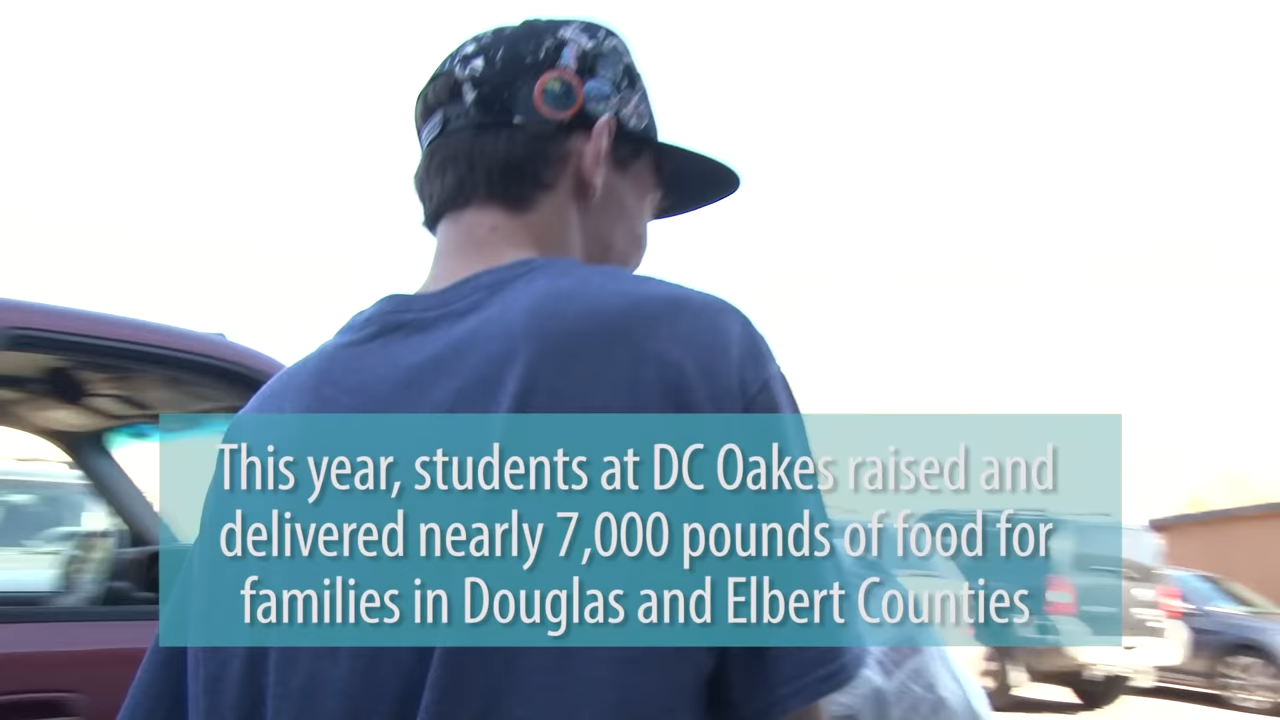 This year, students at DC Oakes raised and
delivered nearly 7,000 pounds of food for
families in Douglas and Elbert Counties